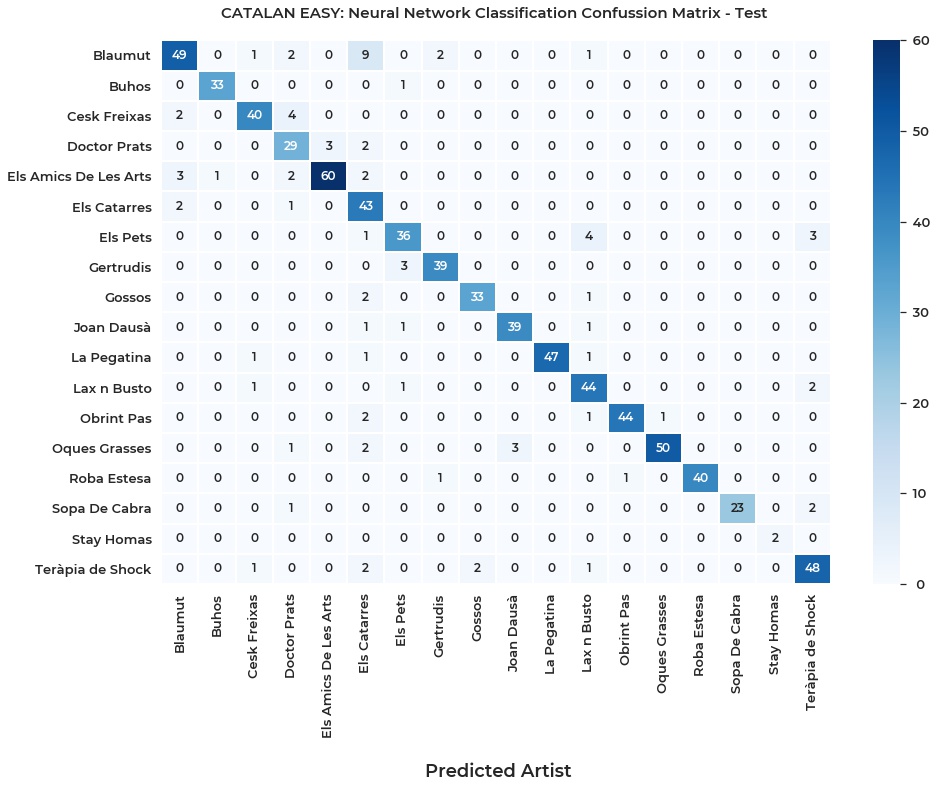 CATALAN EASY: Neural Network Classification Confussion Matrix - Test
Blaumut 49 0 1 2 0 9 0 2 0 0 0 1 0 0 0 0 0 0
Buhos 0 33 0 0 0 0 1 0 0 0 0 0 0 0 0 0 0 0
Cesk Freixas 2 0 40 4 0 0 0 0 0 0 0 0 0 0 0 0 0 0
Doctor Prats 0 0 0 29 3 2 0 0 0 0 0 0 0 0 0 0 0 0
Els Amics De Les Arts 3 1 0 2 60 2 0 0 0 0 0 0 0 0 0 0 0 0
Els Catarres 2 0 0 1 0 43 0 0 0 0 0 0 0 0 0 0 0 0
Els Pets 0 0 0 0 0 1 36 0 0 0 0 4 0 0 0 0 0 3
Gertrudis 0 0 0 0 0 0 3 39 0 0 0 0 0 0 0 0 0 0
Gossos 0 0 0 0 0 2 0 0 33 0 0 1 0 0 0 0 0 0
Joan Dausà 0 0 0 0 0 1 1 0 0 39 0 1 0 0 0 0 0 0
La Pegatina 0 0 1 0 0 1 0 0 0 0 47 1 0 0 0 0 0 0
Lax n Busto 0 0 1 0 0 0 1 0 0 0 0 44 0 0 0 0 0 2
Obrint Pas 0 0 0 0 0 2 0 0 0 0 0 1 44 1 0 0 0 0
Oques Grasses 0 0 0 1 0 2 0 0 0 3 0 0 0 50 0 0 0 0
Roba Estesa 0 0 0 0 0 0 0 1 0 0 0 0 1 0 40 0 0 0
Sopa De Cabra 0 0 0 1 0 0 0 0 0 0 0 0 0 0 0 23 0 2
Stay Homas 0 0 0 0 0 0 0 0 0 0 0 0 0 0 0 0 2 0
Teràpia de Shock 0 0 1 0 0 2 0 0 2 0 0 1 0 0 0 0 0 48
Blaumut
Buhos
Cesk Freixas
Doctor Prats
Els Amics De Les Arts
Els Catarres
Els Pets
Gertrudis
Gossos
Joan Dausà
La Pegatina
Lax n Busto
Obrint Pas
Oques Grasses
Roba Estesa
Sopa De Cabra
Stay Homas
Teràpia de Shock
Predicted Artist
60
50
40
30
20
10
0